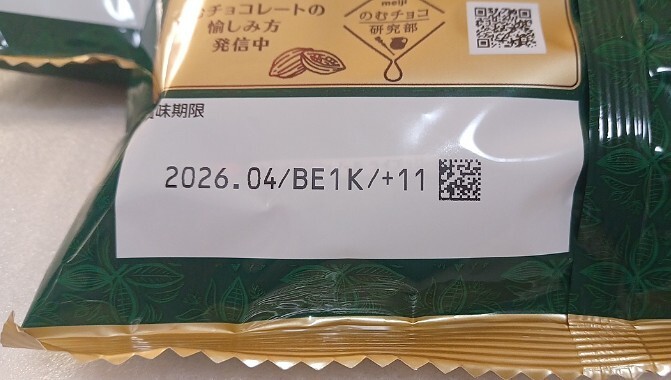 むチョコレートの
愉しみ方
発信中
meiji
のむチョコ
研究部
味期限
2026.04/BE1K/+11